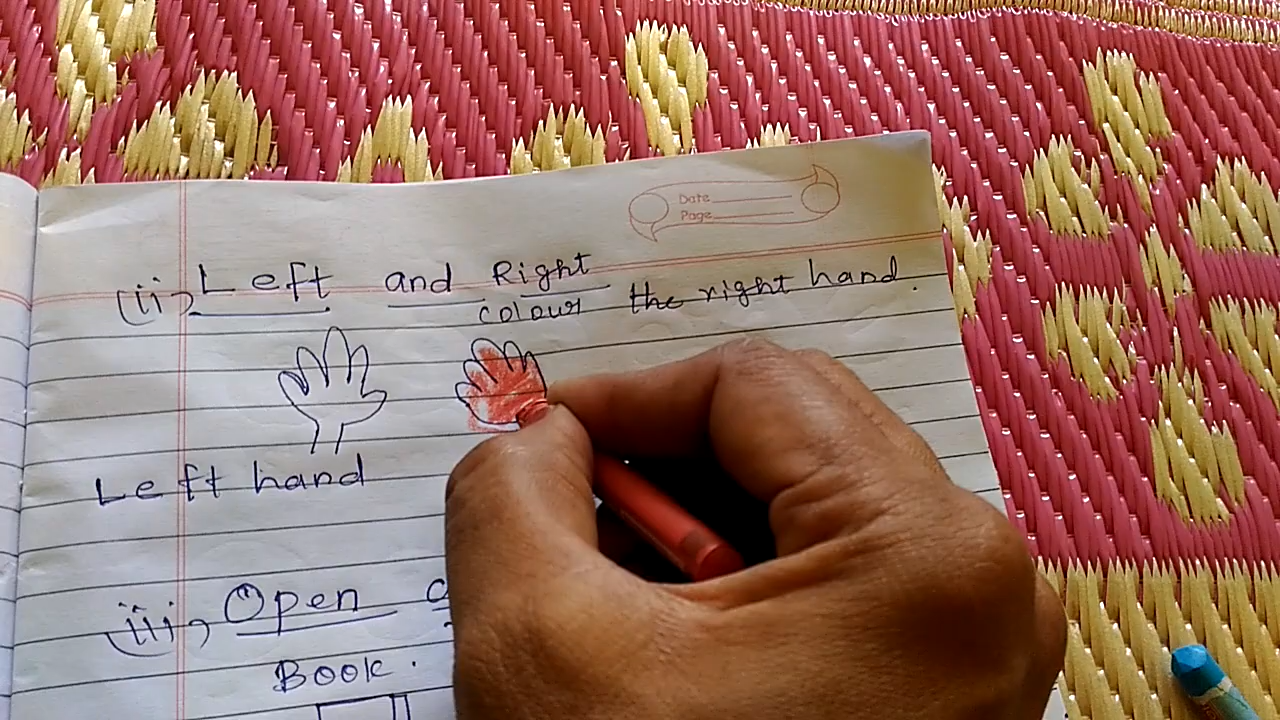 Date
Page
(ii) Left and Right
colour the right hand.
Left hand
(iii) Open
Book.